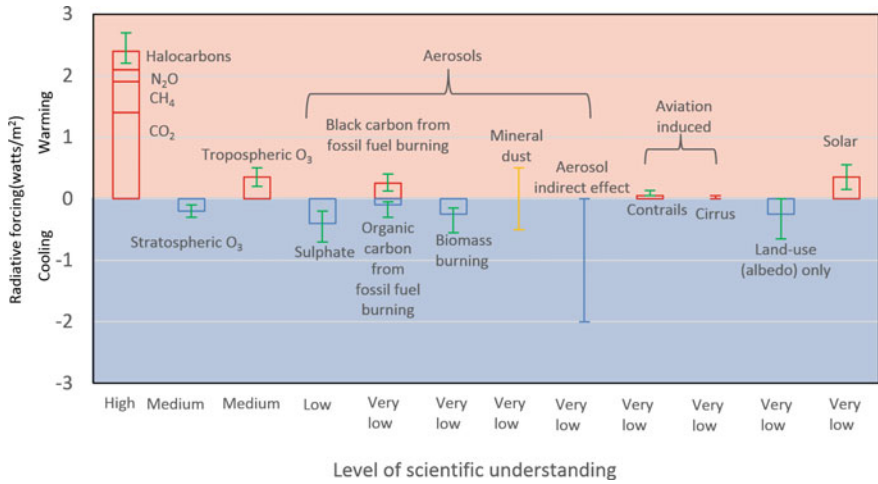 Radiative forcing(watts/m²)
Cooling Warming
3
2
1
0
-1
-2
-3
Halocarbons
N₂O
CH₄
CO₂
Stratospheric O₃
Tropospheric O₃
Aerosols
Sulphate
Black carbon from
fossil fuel burning
Organic
carbon
from
fossil fuel
burning
Biomass
burning
Mineral
dust
Aerosol
indirect effect
Aviation
induced
Contrails
Cirrus
Land-use
(albedo) only
Solar
High
Medium
Medium
Low
Very
low
Very
low
Very
low
Very
low
Very
low
Very
low
Very
low
Very
low
Level of scientific understanding